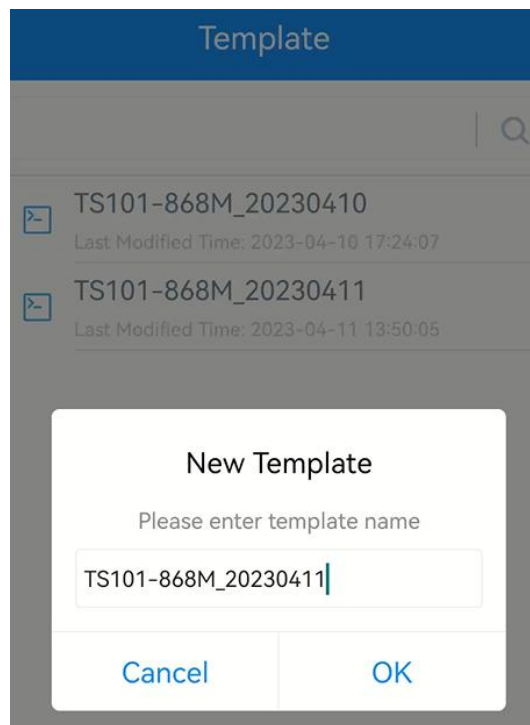 Template
TS101-868M_20230410
Last Modified Time: 2023-04-10 17:24:07
TS101-868M_20230411
Last Modified Time: 2023-04-11 13:50:05
New Template
Please enter template name
TS101-868M_20230411
Cancel
OK